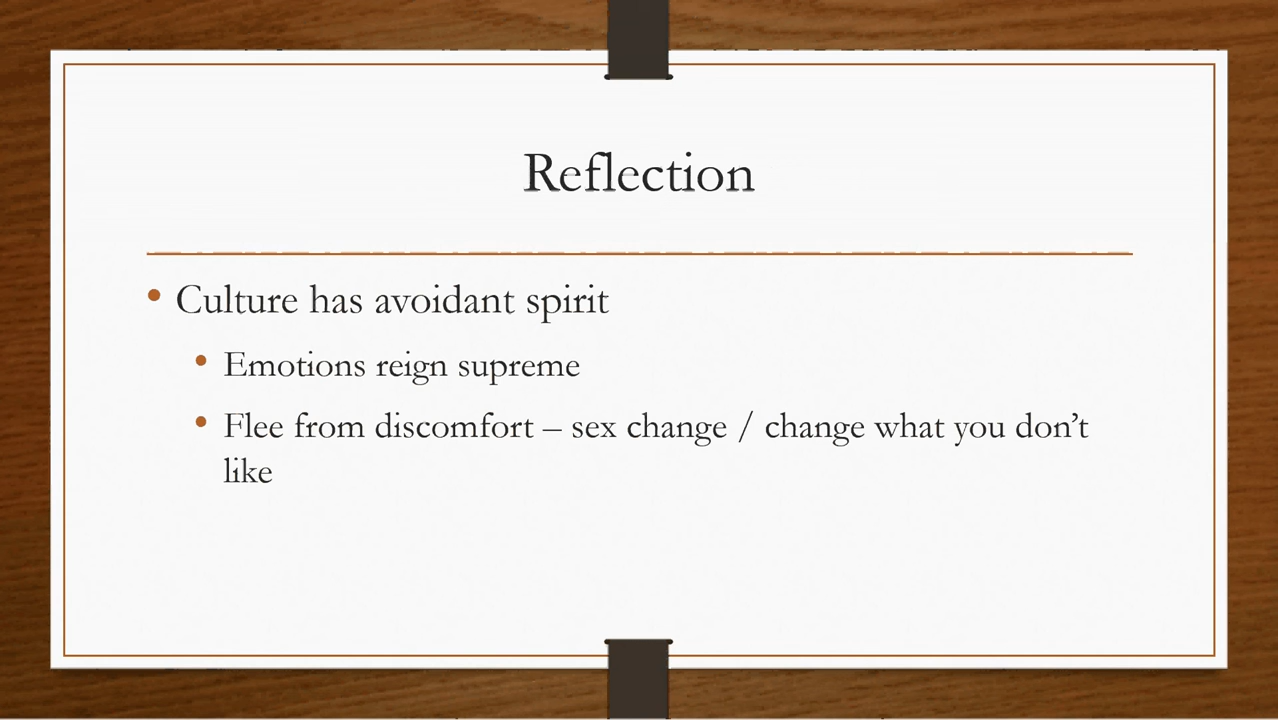 Reflection
• Culture has avoidant spirit
• Emotions reign supreme
• Flee from discomfort – sex change / change what you don’t
like